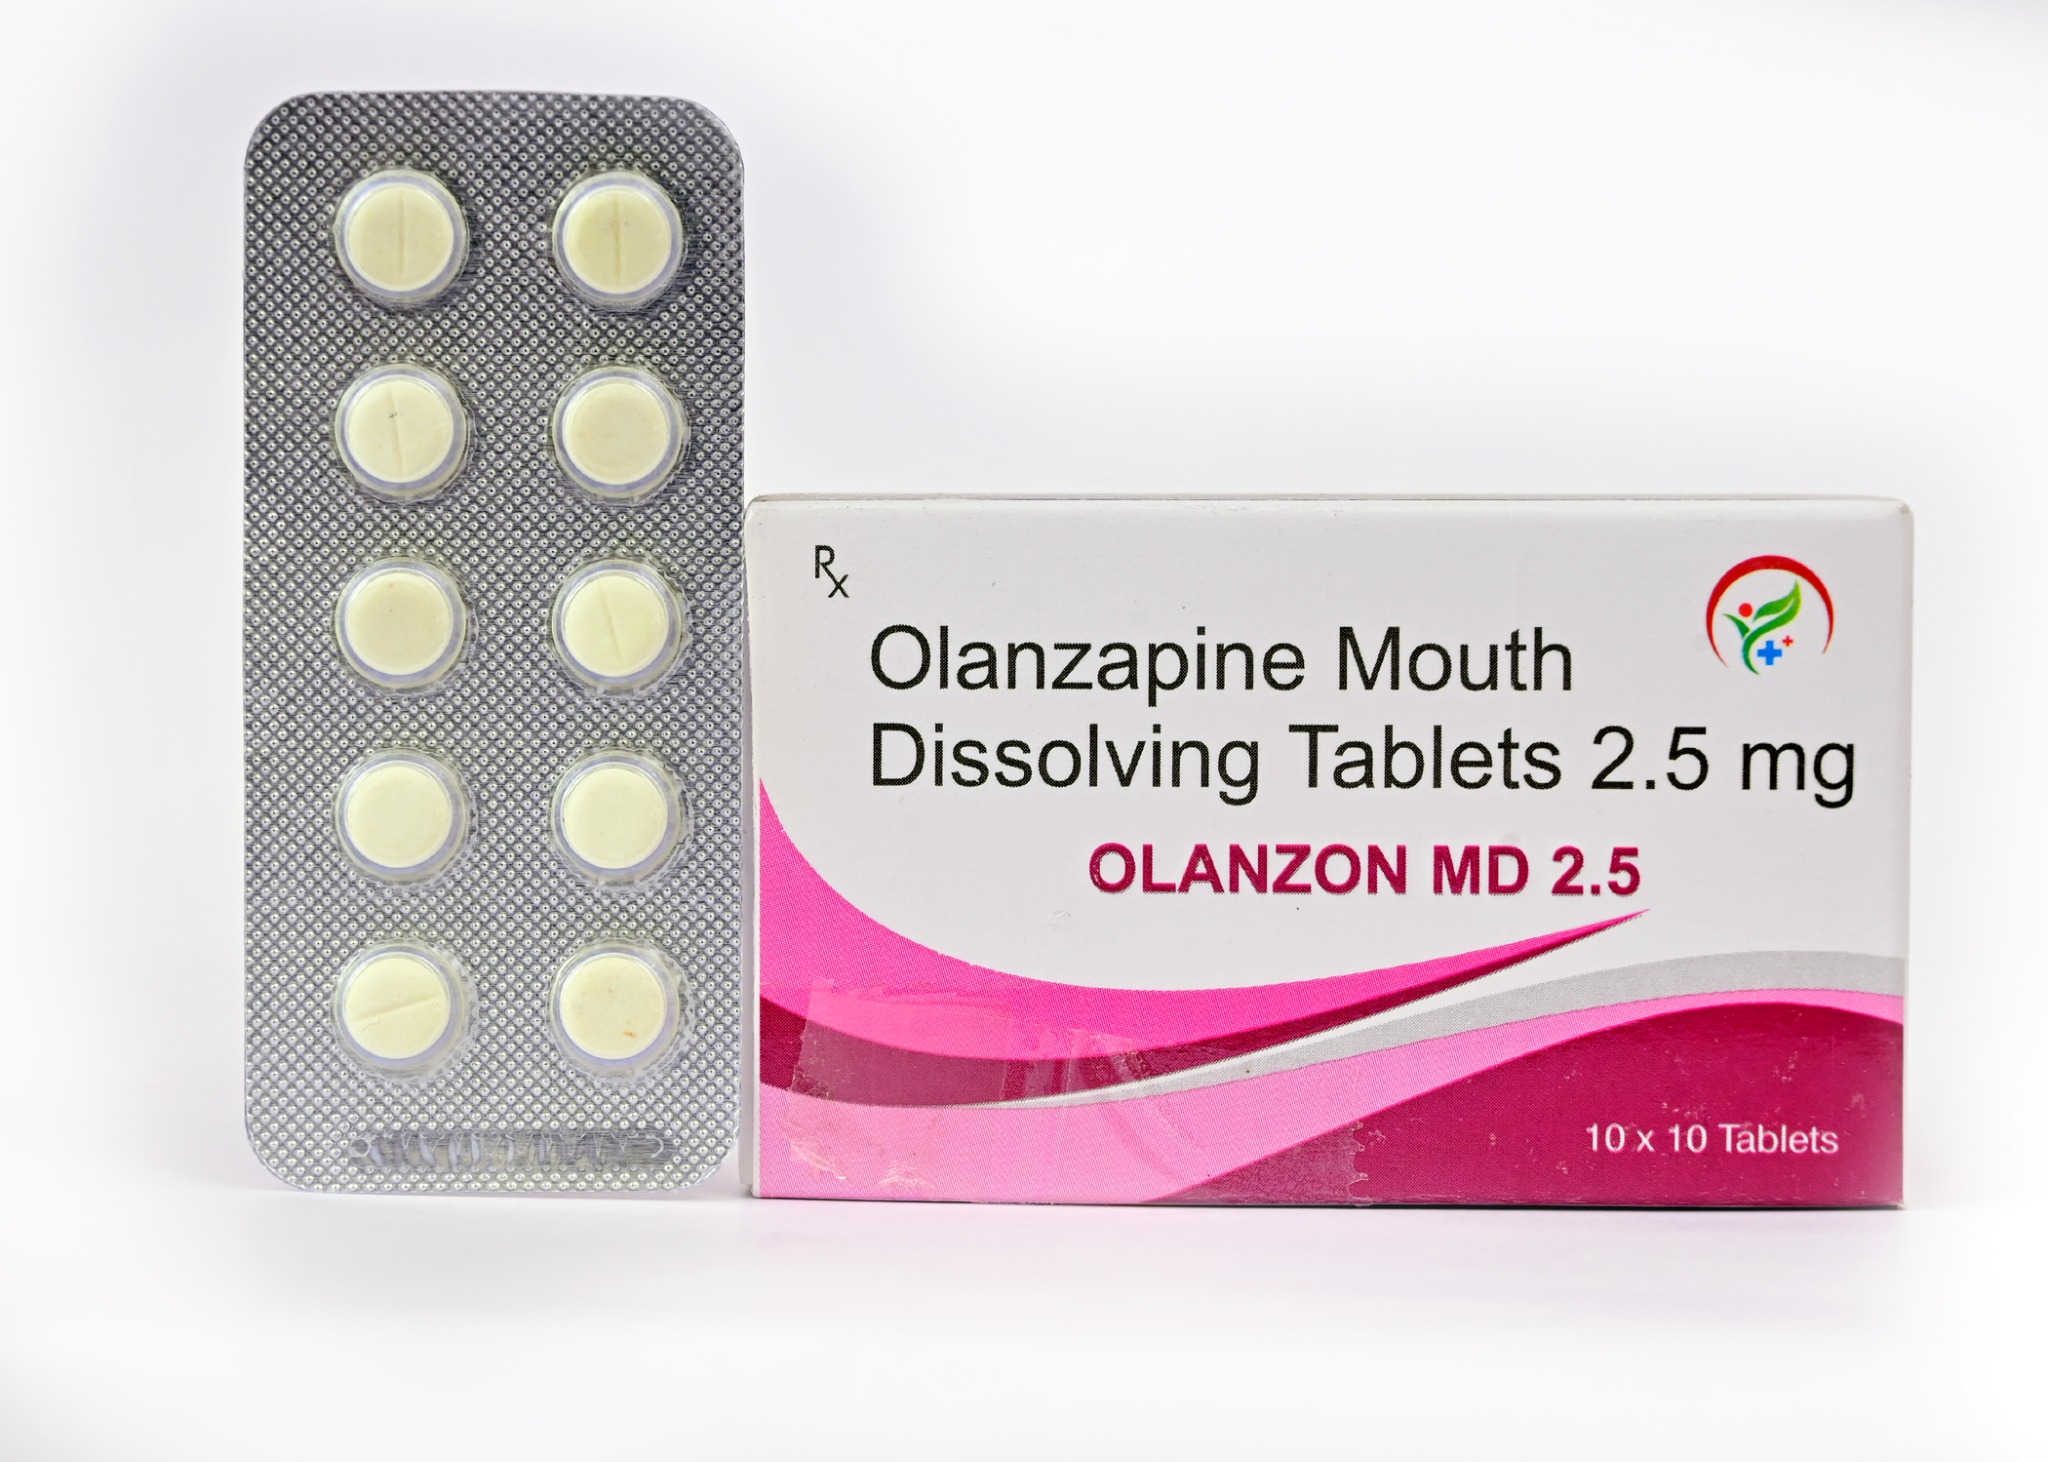 Rx
Olanzapine Mouth
Dissolving Tablets 2.5 mg
OLANZON MD 2.5
10 x 10 Tablets